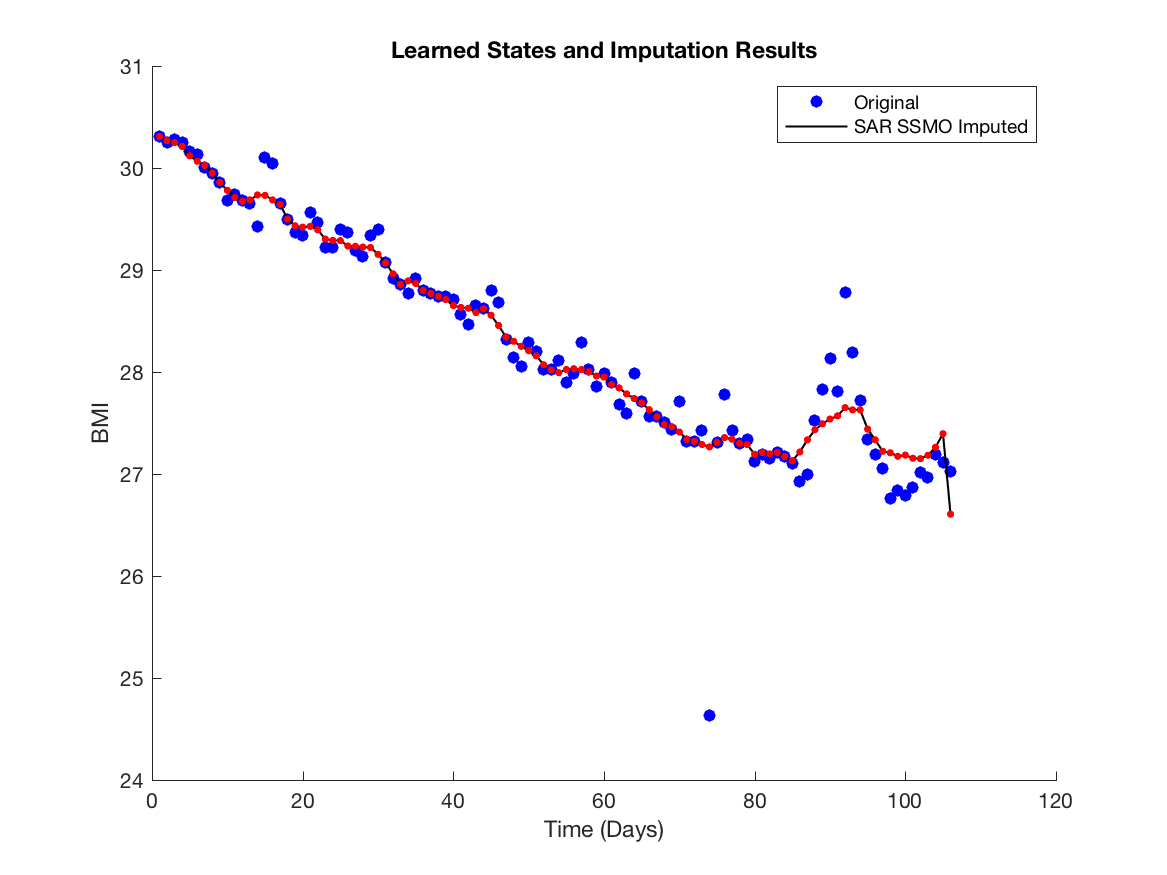 Learned States and Imputation Results
Original
SAR SSMO Imputed
31
30
29
28
27
26
25
24
BMI
0 20 40 60 80 100 120
Time (Days)